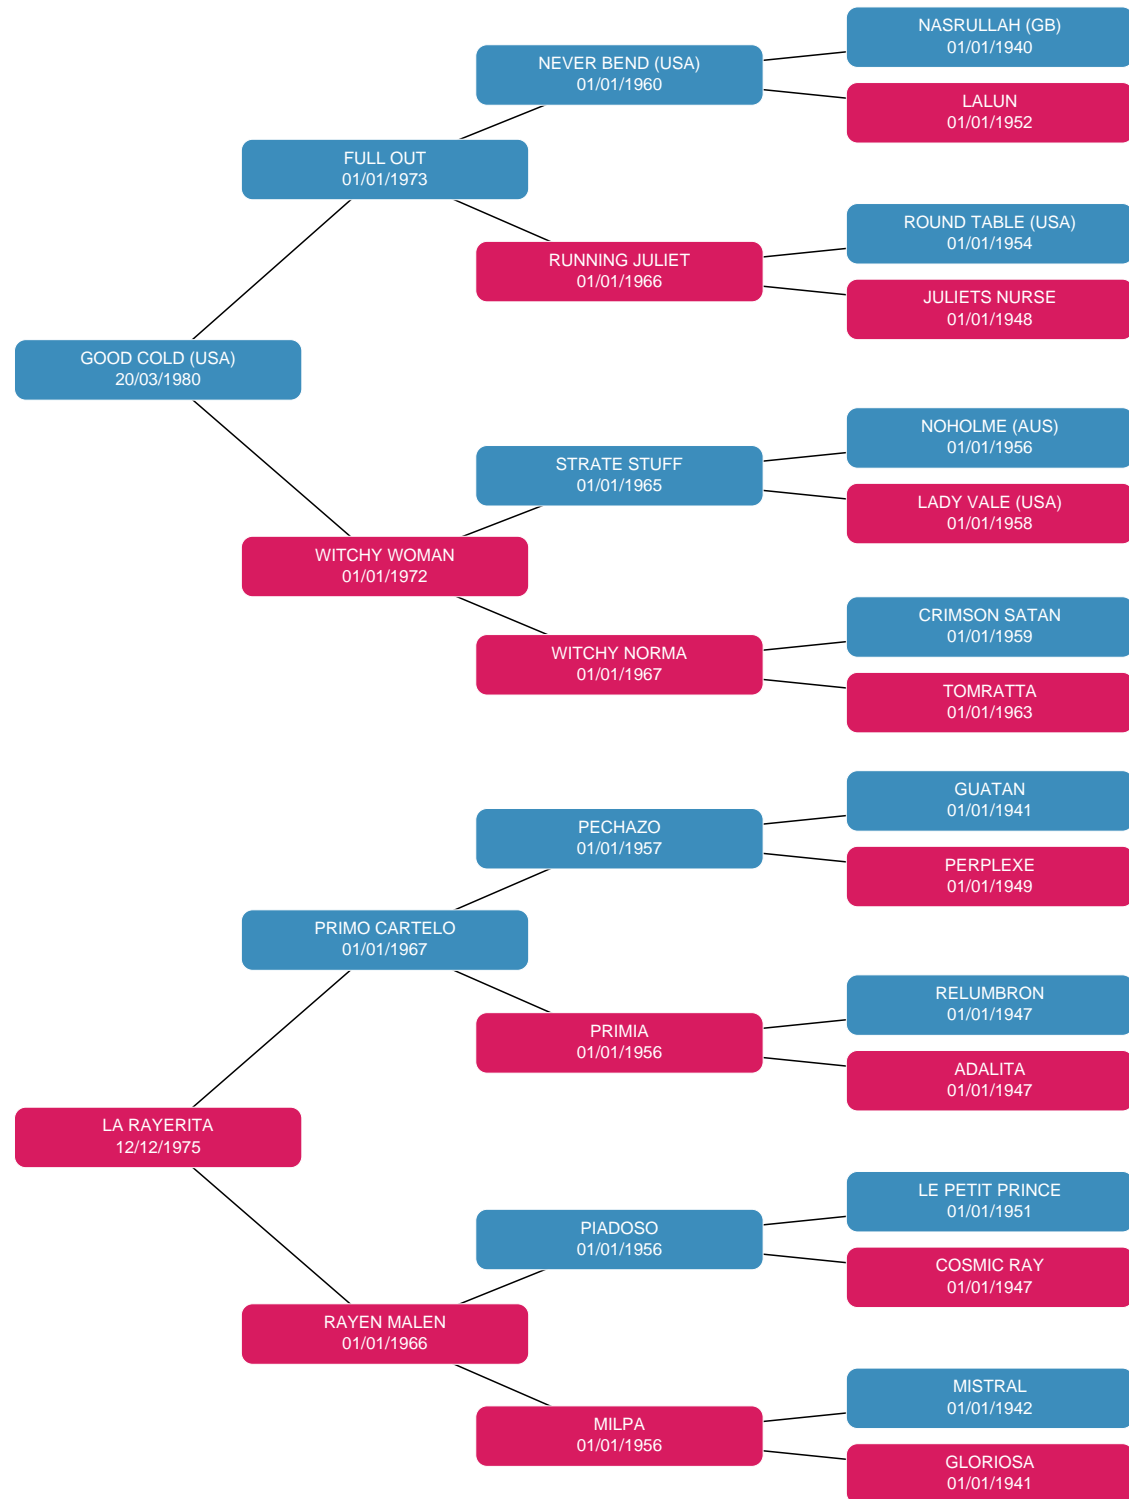 NASRULLAH (GB)
01/01/1940
NEVER BEND (USA)
01/01/1960
LALUN
01/01/1952
FULL OUT
01/01/1973
ROUND TABLE (USA)
01/01/1954
RUNNING JULIET
01/01/1966
JULIETS NURSE
01/01/1948
GOOD COLD (USA)
20/03/1980
NOHOLME (AUS)
01/01/1956
STRATE STUFF
01/01/1965
LADY VALE (USA)
01/01/1958
WITCHY WOMAN
01/01/1972
CRIMSON SATAN
01/01/1959
WITCHY NORMA
01/01/1967
TOMRATTA
01/01/1963
GUATAN
01/01/1941
PECHAZO
01/01/1957
PERPLEXE
01/01/1949
PRIMO CARTELO
01/01/1967
RELUMBRON
01/01/1947
PRIMIA
01/01/1956
ADALITA
01/01/1947
LA RAYERITA
12/12/1975
LE PETIT PRINCE
01/01/1951
PIADOSO
01/01/1956
COSMIC RAY
01/01/1947
RAYEN MALEN
01/01/1966
MISTRAL
01/01/1942
MILPA
01/01/1956
GLORIOSA
01/01/1941